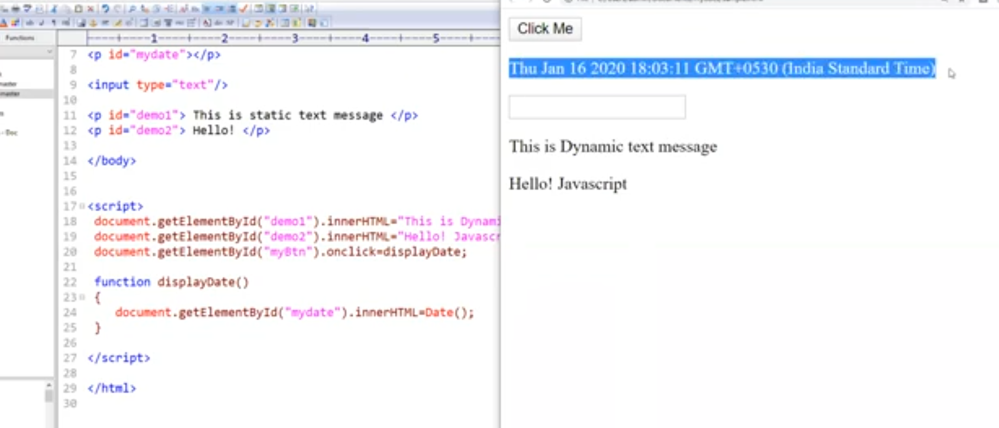 Functions
master
master
- Doc
1 2 3 4 5
7 <p id="mydate"></p>
8
9 <input type="text"/>
10
11 <p id="demo1"> This is static text message </p>
12 <p id="demo2"> Hello! </p>
13
14 </body>
15
16
17 <script>
18 document.getElementById("demo1").innerHTML="This is Dynami
19 document.getElementById("demo2").innerHTML="Hello! Javascr
20 document.getElementById("myBtn").onclick=displayDate;
21
22 function displayDate()
23 {
24 document.getElementById("mydate").innerHTML=Date();
25 }
26
27 </script>
28
29 </html>
30
Click Me
Thu Jan 16 2020 18:03:11 GMT+0530 (India Standard Time)
This is Dynamic text message
Hello! Javascript